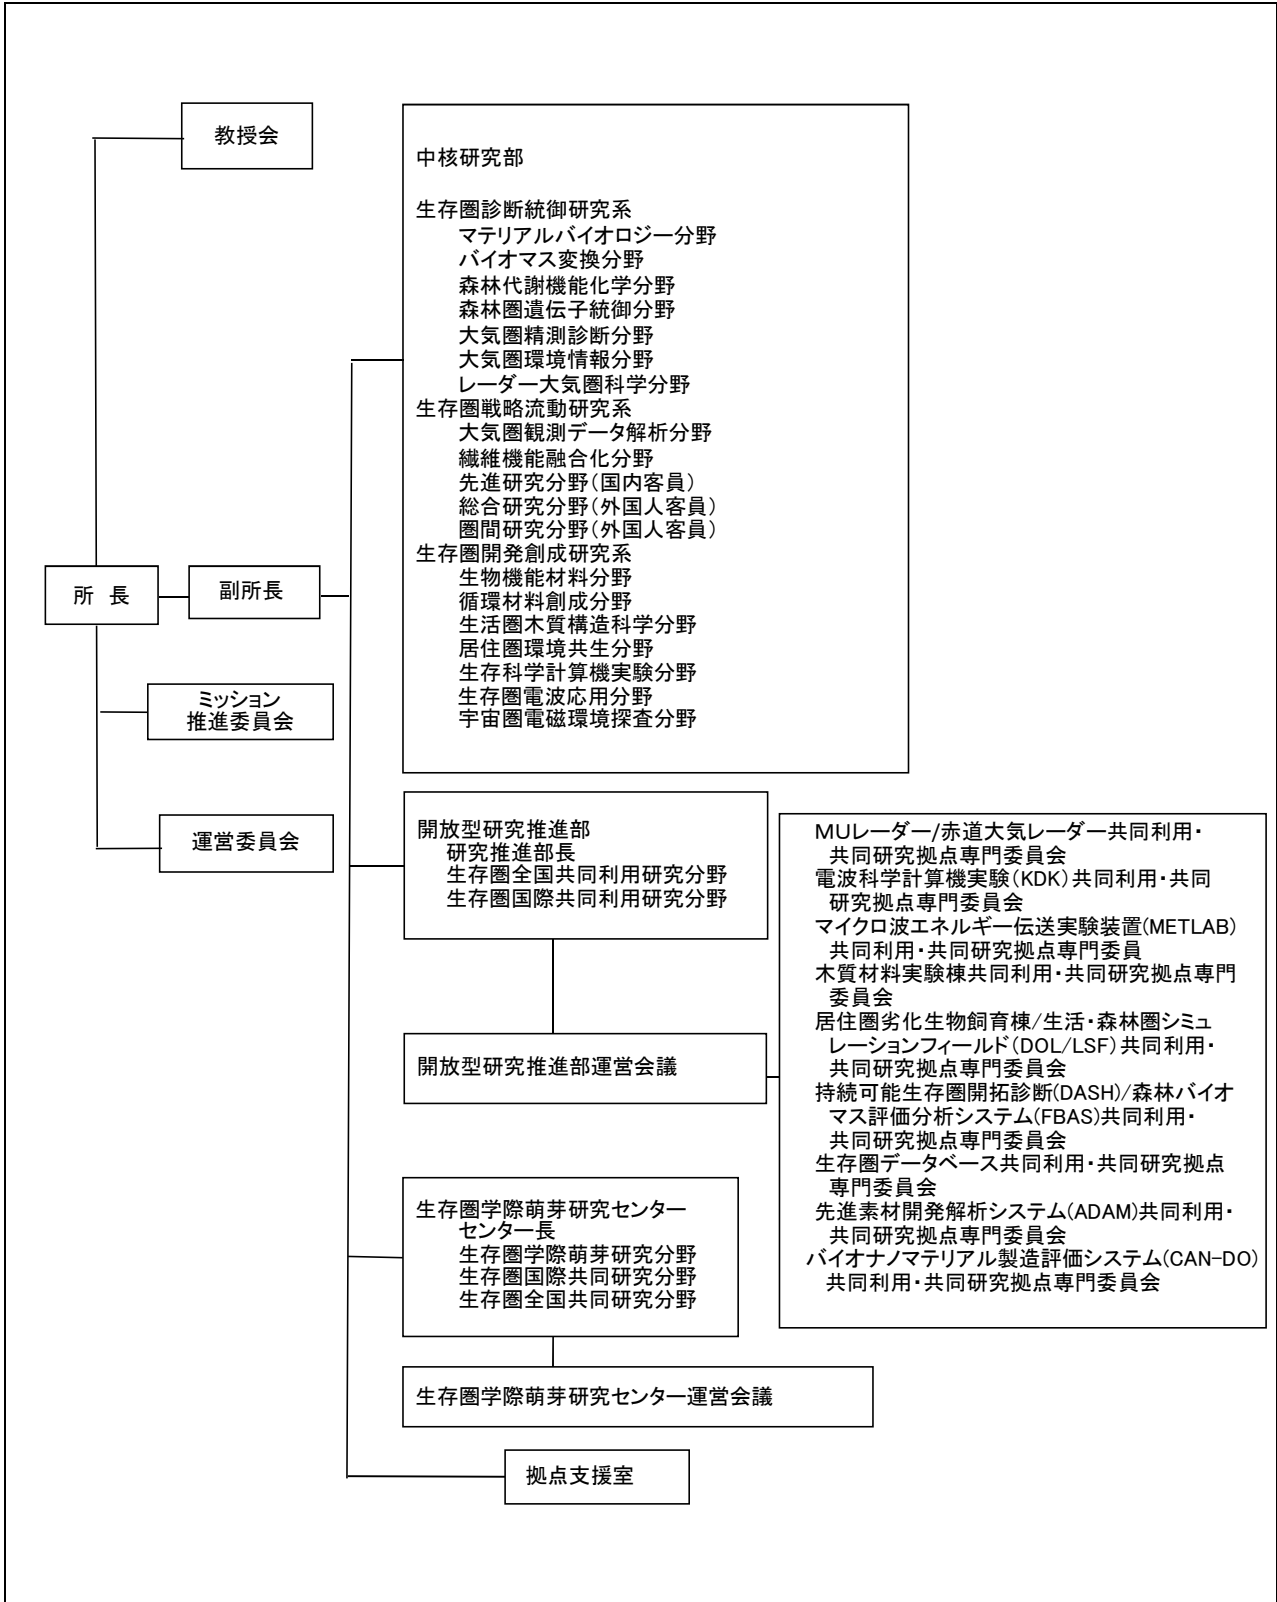 教授会
中核研究部
生存圏診断統御研究系
マテリアルバイオロジー分野
バイオマス変換分野
森林代謝機能化学分野
森林圏遺伝子統御分野
大気圏精測診断分野
大気圏環境情報分野
レーダー大気圏科学分野
生存圏戦略流動研究系
大気圏観測データ解析分野
繊維機能融合化分野
先進研究分野(国内客員)
総合研究分野(外国人客員)
圏間研究分野(外国人客員)
生存圏開発創成研究系
生物機能材料分野
循環材料創成分野
生活圏木質構造科学分野
居住圏環境共生分野
生存科学計算機実験分野
生存圏電波応用分野
宇宙圏電磁環境探査分野
所 長
副所長
ミッション
推進委員会
運営委員会
開放型研究推進部
研究推進部長
生存圏全国共同利用研究分野
生存圏国際共同利用研究分野
開放型研究推進部運営会議
MUレーダー/赤道大気レーダー共同利用・
共同研究拠点専門委員会
電波科学計算機実験(KDK)共同利用・共同
研究拠点専門委員会
マイクロ波エネルギー伝送実験装置(METLAB)
共同利用・共同研究拠点専門委員
木質材料実験棟共同利用・共同研究拠点専門
委員会
居住圏劣化生物飼育棟/生活・森林圏シミュ
レーションフィールド(DOL/LSF)共同利用・
共同研究拠点専門委員会
持続可能生存圏開拓診断(DASH)/森林バイオ
マス評価分析システム(FBAS)共同利用・
共同研究拠点専門委員会
生存圏データベース共同利用・共同研究拠点
専門委員会
先進素材開発解析システム(ADAM)共同利用・
共同研究拠点専門委員会
バイオナノマテリアル製造評価システム(CAN-DO)
共同利用・共同研究拠点専門委員会
生存圏学際萌芽研究センター
センター長
生存圏学際萌芽研究分野
生存圏国際共同研究分野
生存圏全国共同研究分野
生存圏学際萌芽研究センター運営会議
拠点支援室